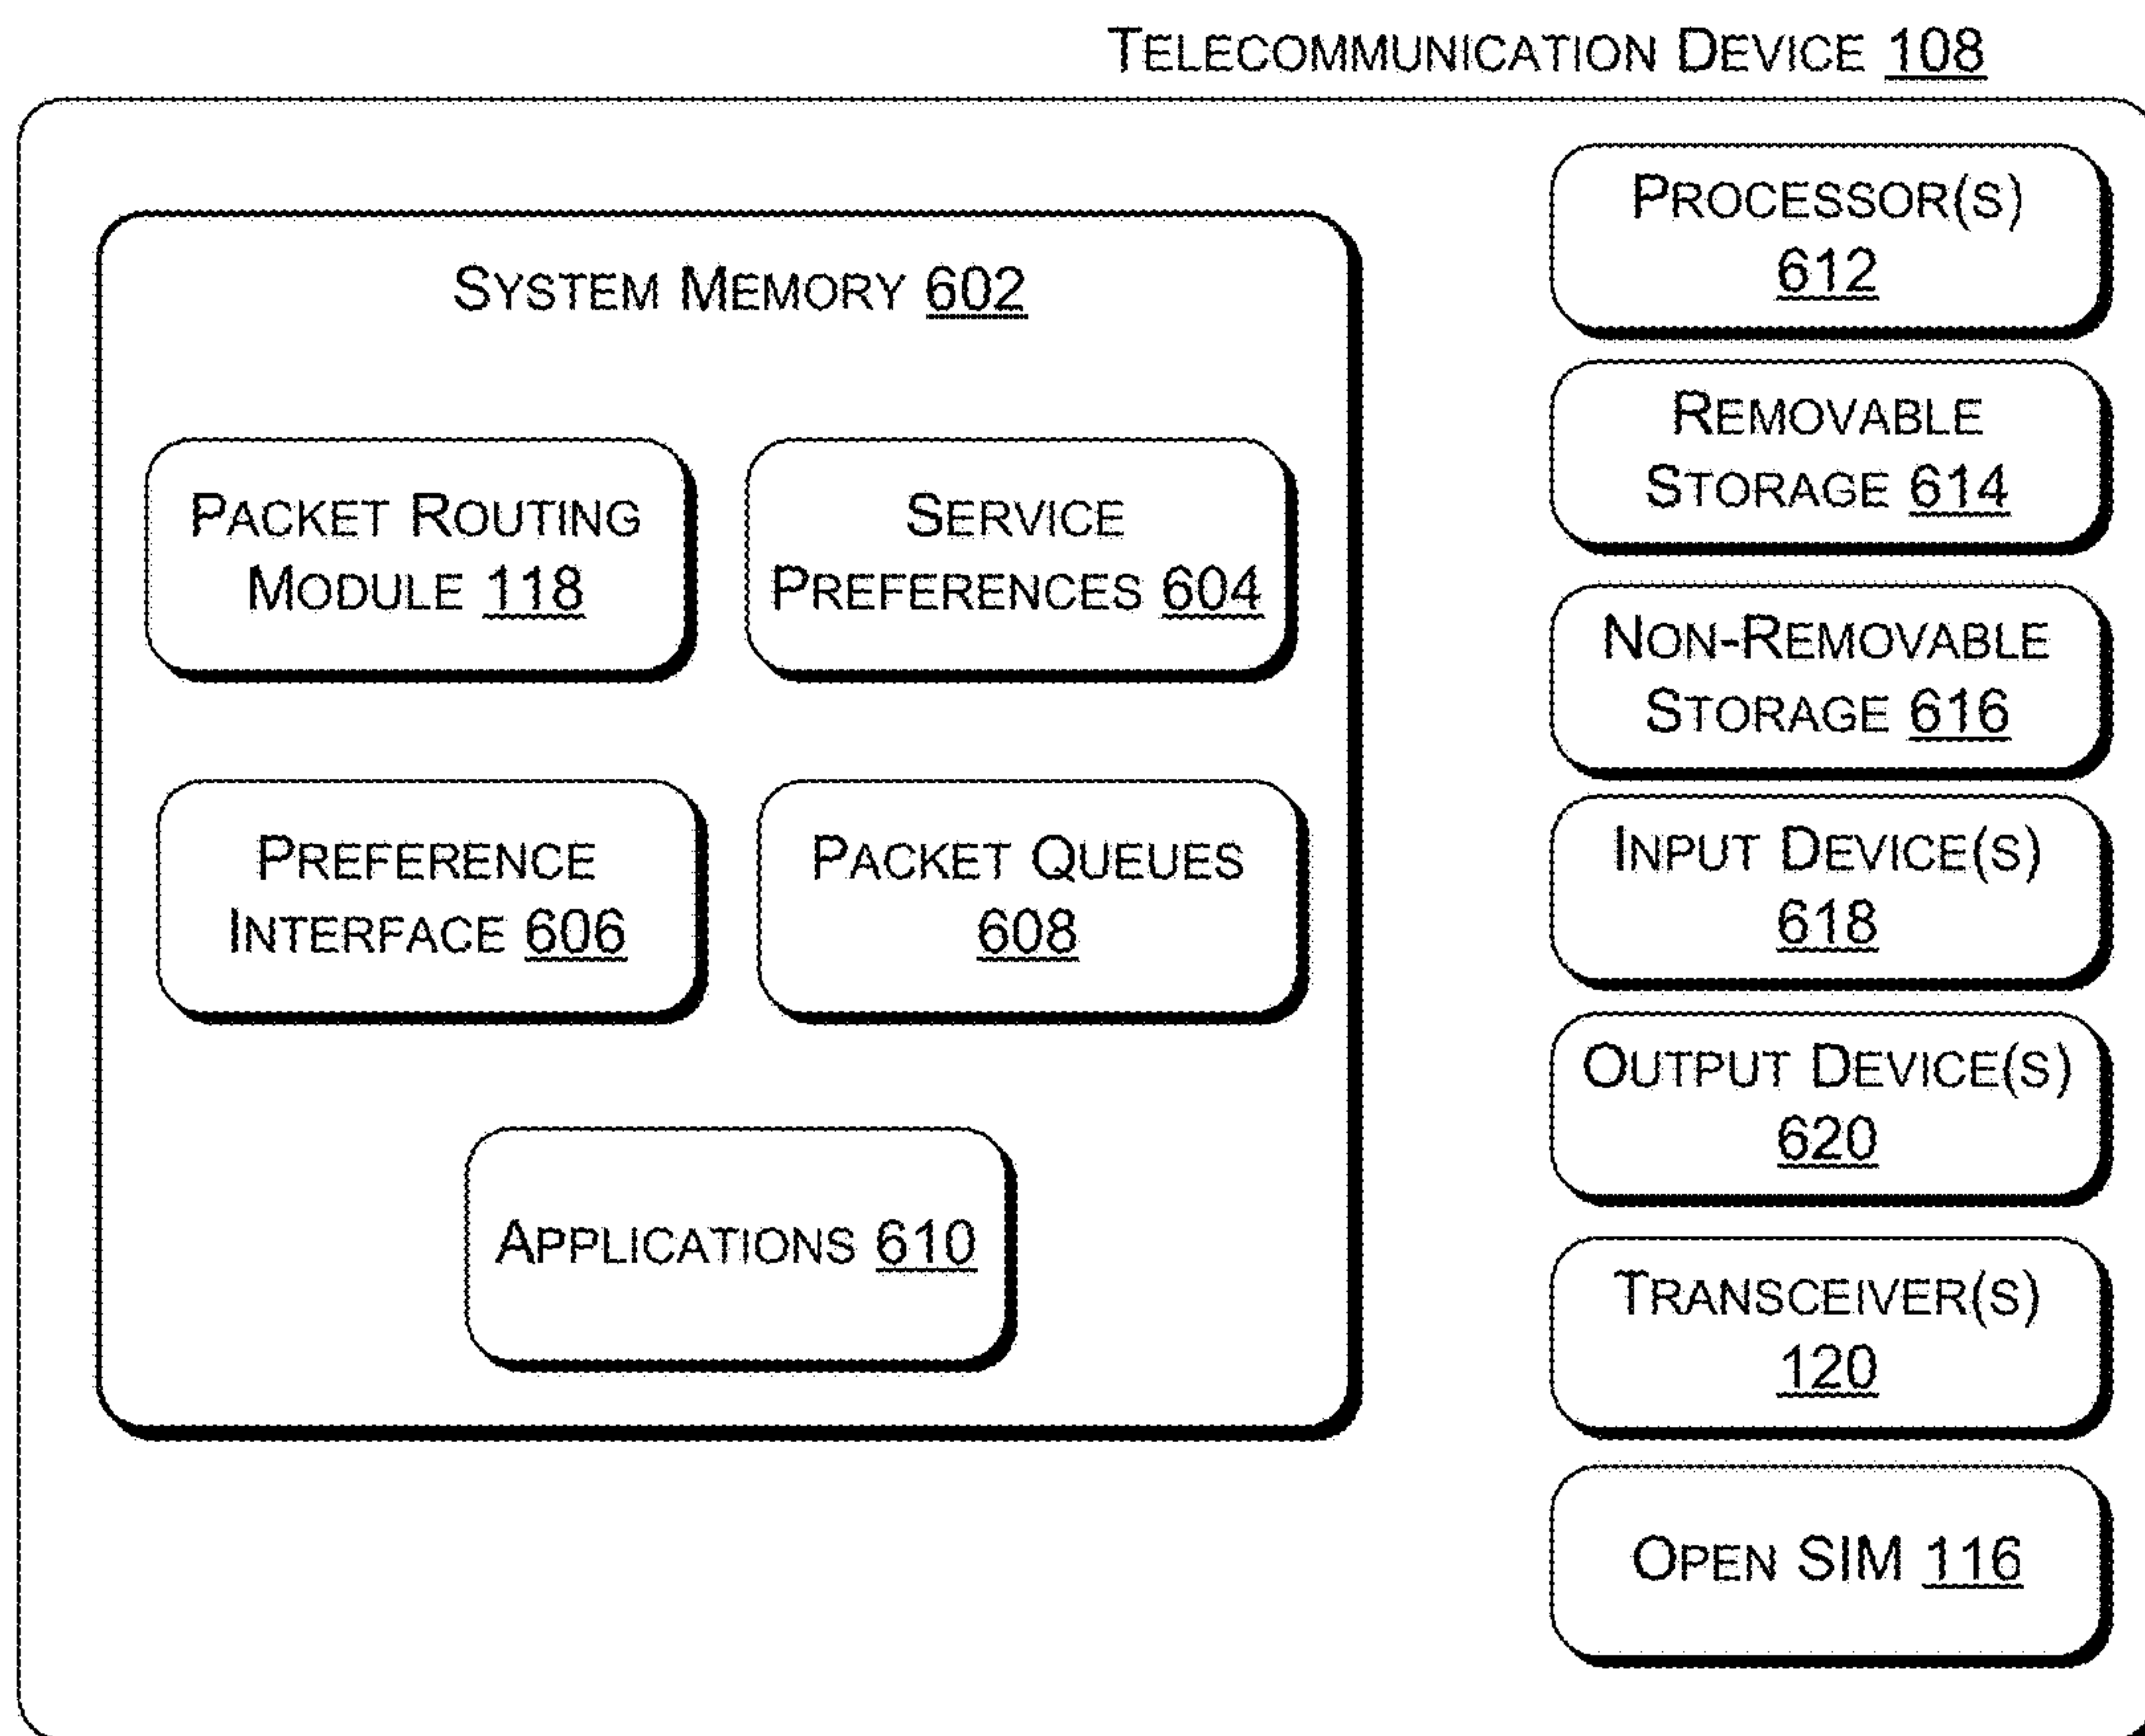 TELECOMMUNICATION DEVICE 108
SYSTEM MEMORY 602
PACKET ROUTING
MODULE 118
SERVICE
PREFERENCES 604
PREFERENCE
INTERFACE 606
PACKET QUEUES
608
APPLICATIONS 610
PROCESSOR(S)
612
REMOVABLE
STORAGE 614
NON-REMOVABLE
STORAGE 616
INPUT DEVICE(S)
618
OUTPUT DEVICE(S)
620
TRANSCEIVER(S)
120
OPEN SIM 116